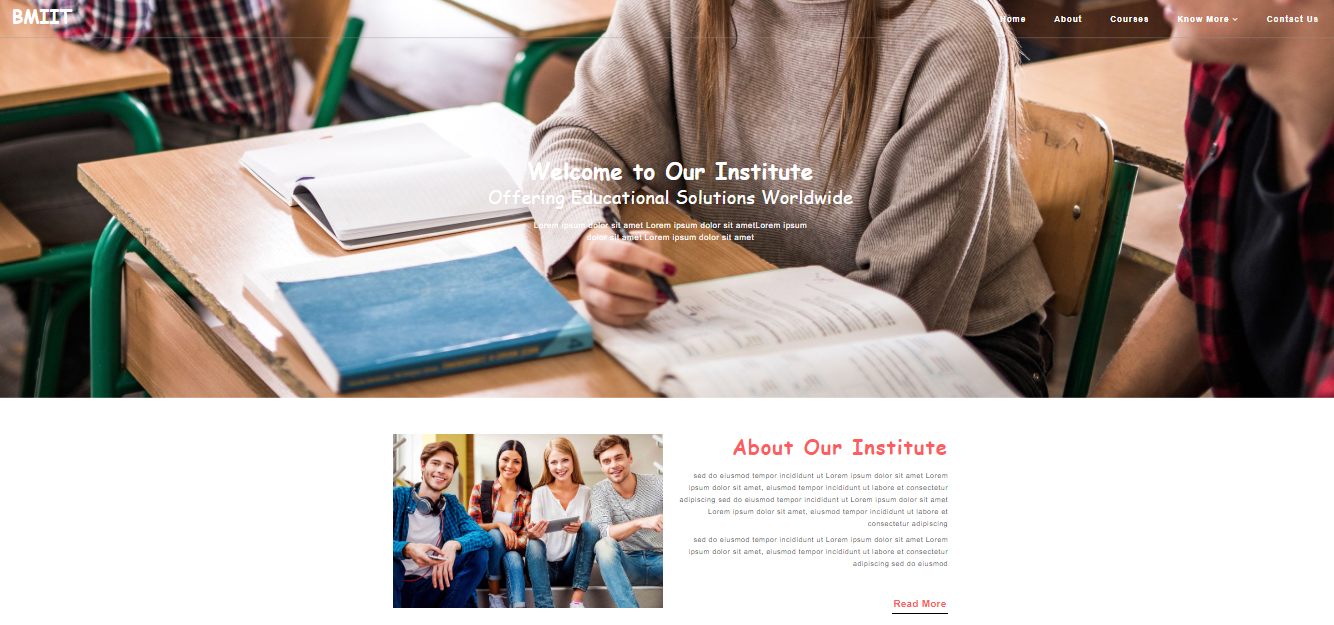 BMIIT
Home About Courses Know More Contact Us
Welcome to Our Institute
Offering Educational Solutions Worldwide
Lorem ipsum dolor sit amet Lorem ipsum dolor sit ametLorem ipsum
dolor sit amet Lorem ipsum dolor sit amet
About Our Institute
sed do eiusmod tempor incididunt ut Lorem ipsum dolor sit amet Lorem
ipsum dolor sit amet, eiusmod tempor incididunt ut labore et consectetur
adipiscing sed do eiusmod tempor incididunt ut Lorem ipsum dolor sit amet
Lorem ipsum dolor sit amet, eiusmod tempor incididunt ut labore et
consectetur adipiscing
sed do eiusmod tempor incididunt ut Lorem ipsum dolor sit amet Lorem
ipsum dolor sit amet, eiusmod tempor incididunt ut labore et consectetur
adipiscing sed do eiusmod
Read More